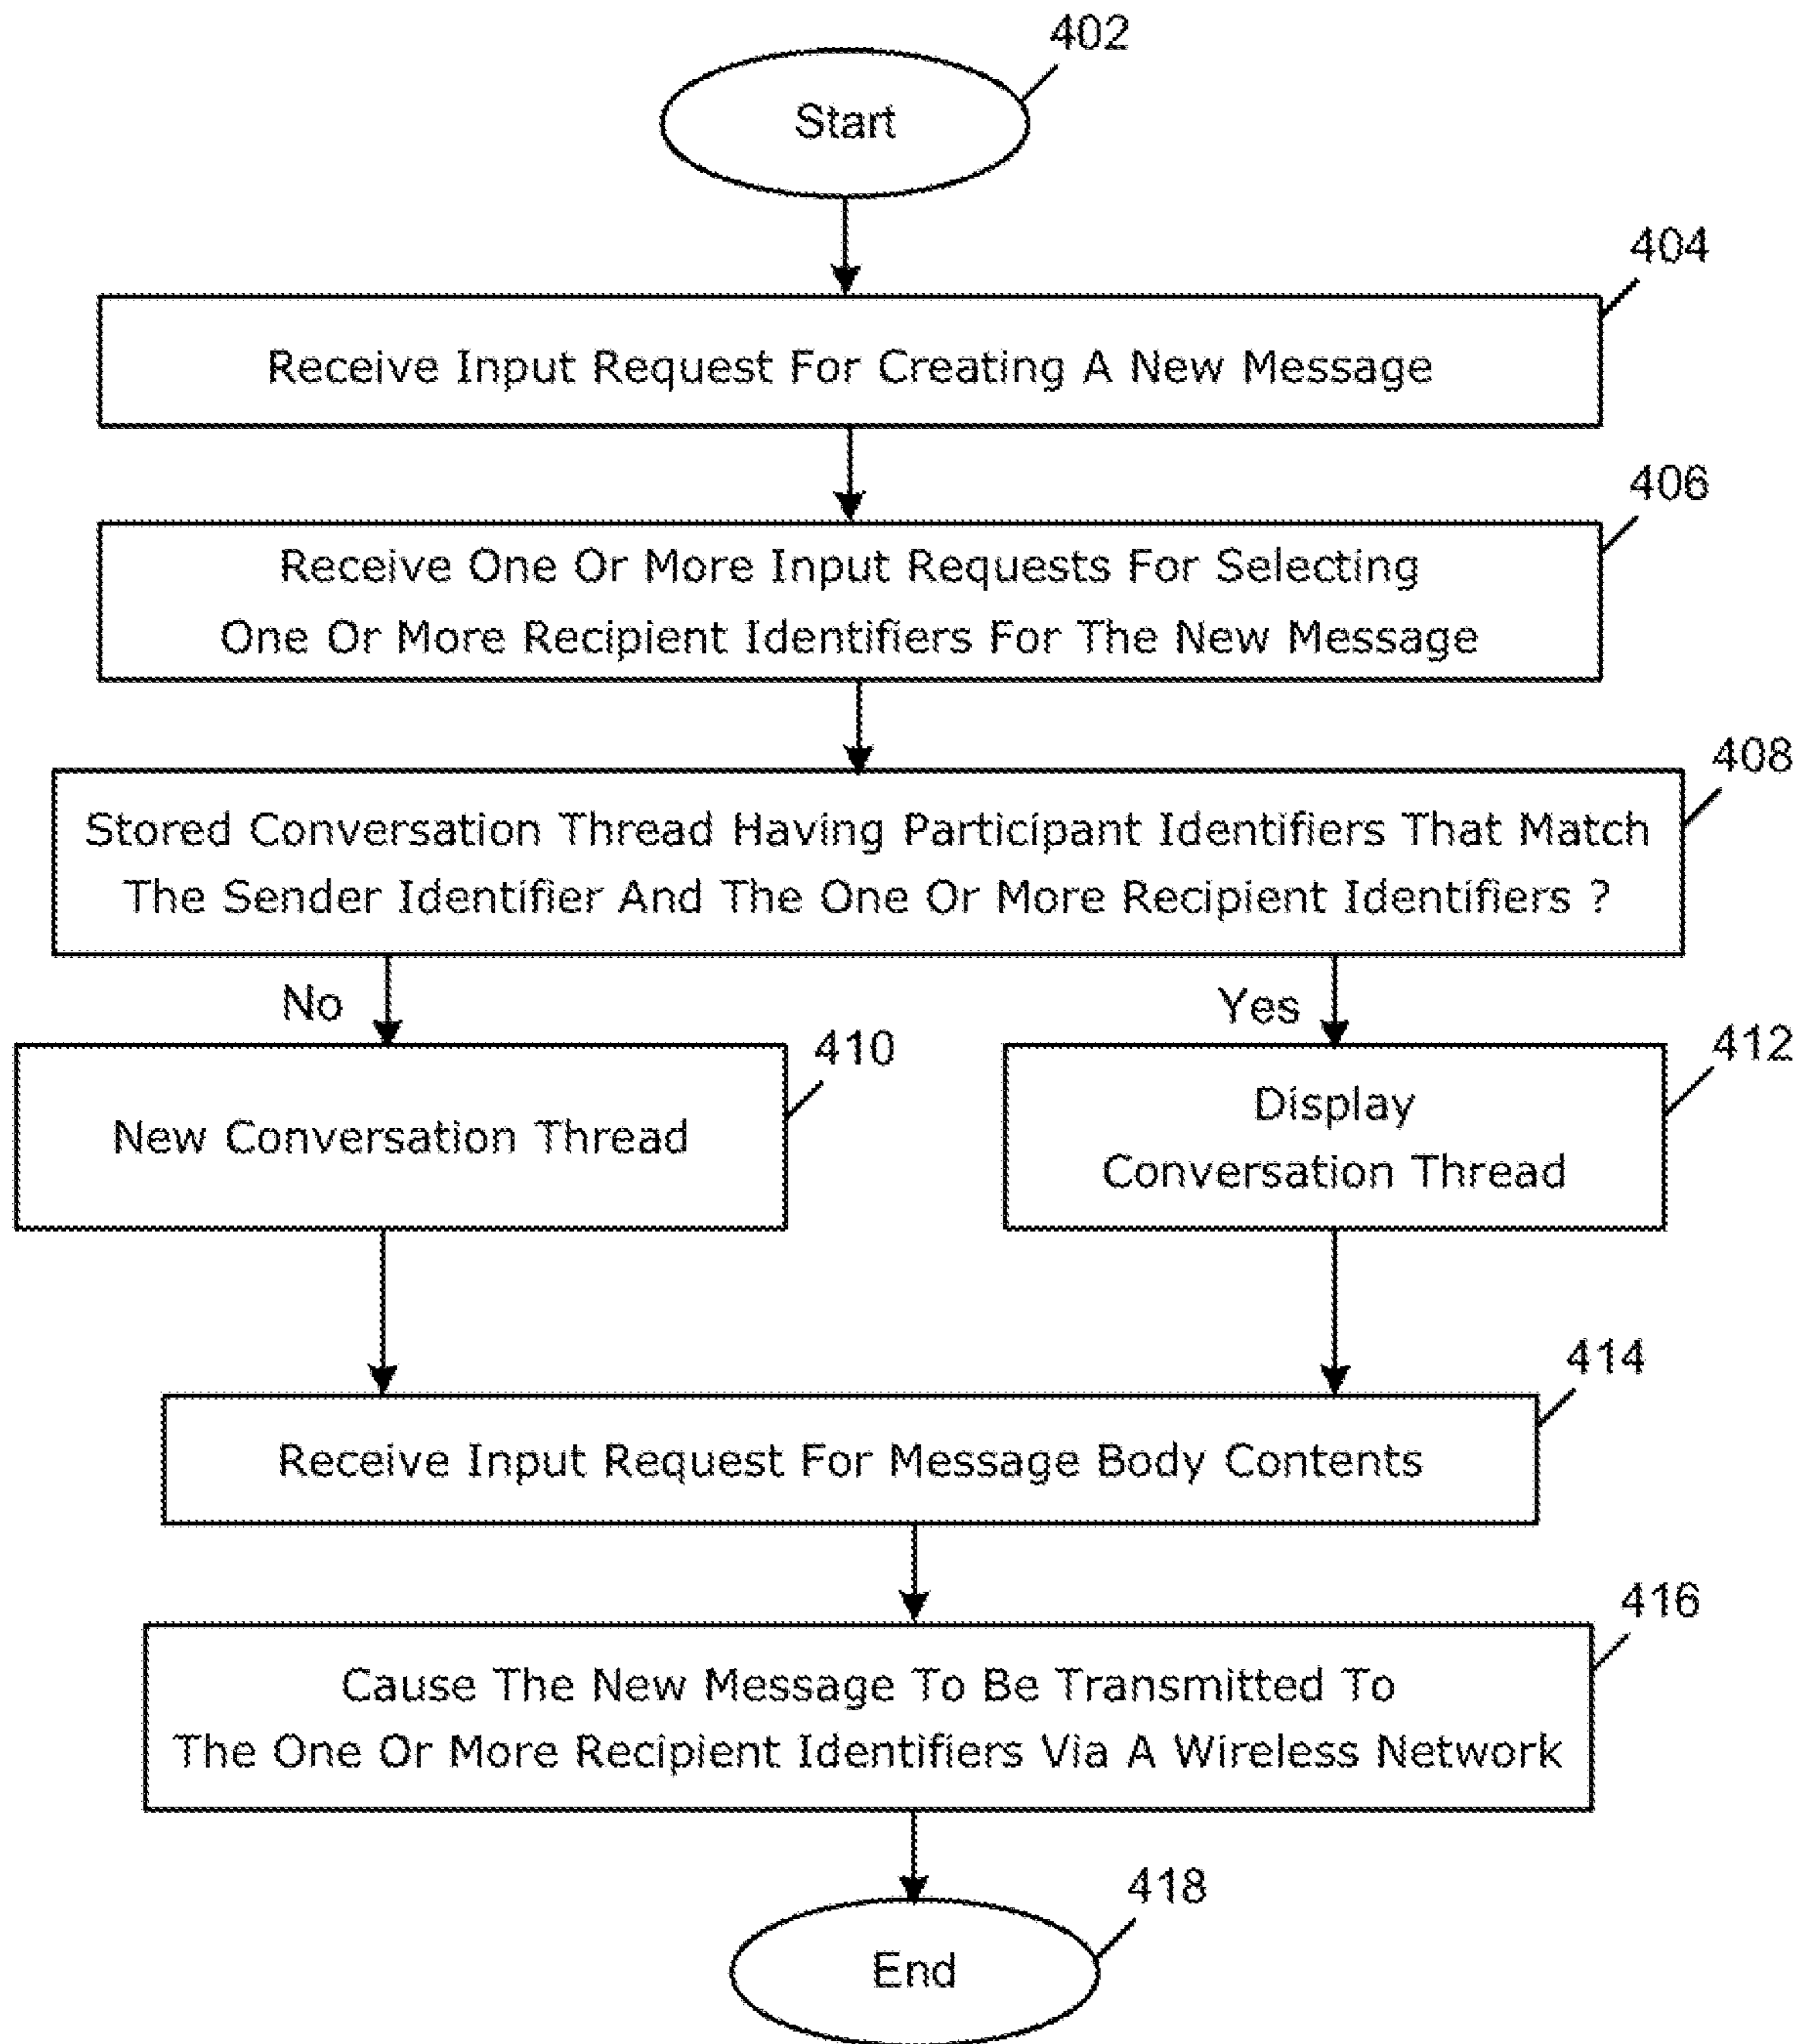 402
Start
404
Receive Input Request For Creating A New Message
406
Receive One Or More Input Requests For Selecting
One Or More Recipient Identifiers For The New Message
408
Stored Conversation Thread Having Participant Identifiers That Match
The Sender Identifier And The One Or More Recipient Identifiers ?
No
Yes
410
412
New Conversation Thread
Display
Conversation Thread
414
Receive Input Request For Message Body Contents
416
Cause The New Message To Be Transmitted To
The One Or More Recipient Identifiers Via A Wireless Network
418
End